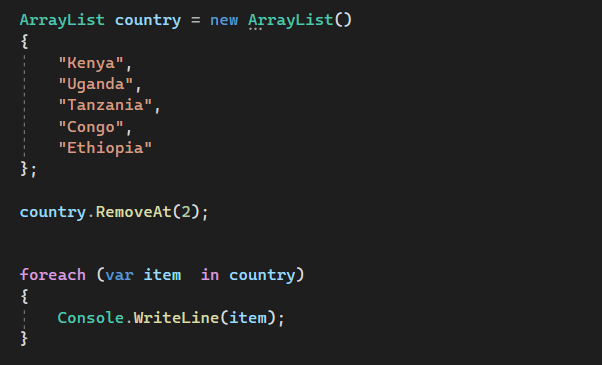 ArrayList country = new ArrayList()
{
    "Kenya",
    "Uganda",
    "Tanzania",
    "Congo",
    "Ethiopia"
};
country.RemoveAt(2);
foreach (var item  in country)
{
    Console.WriteLine(item);
}